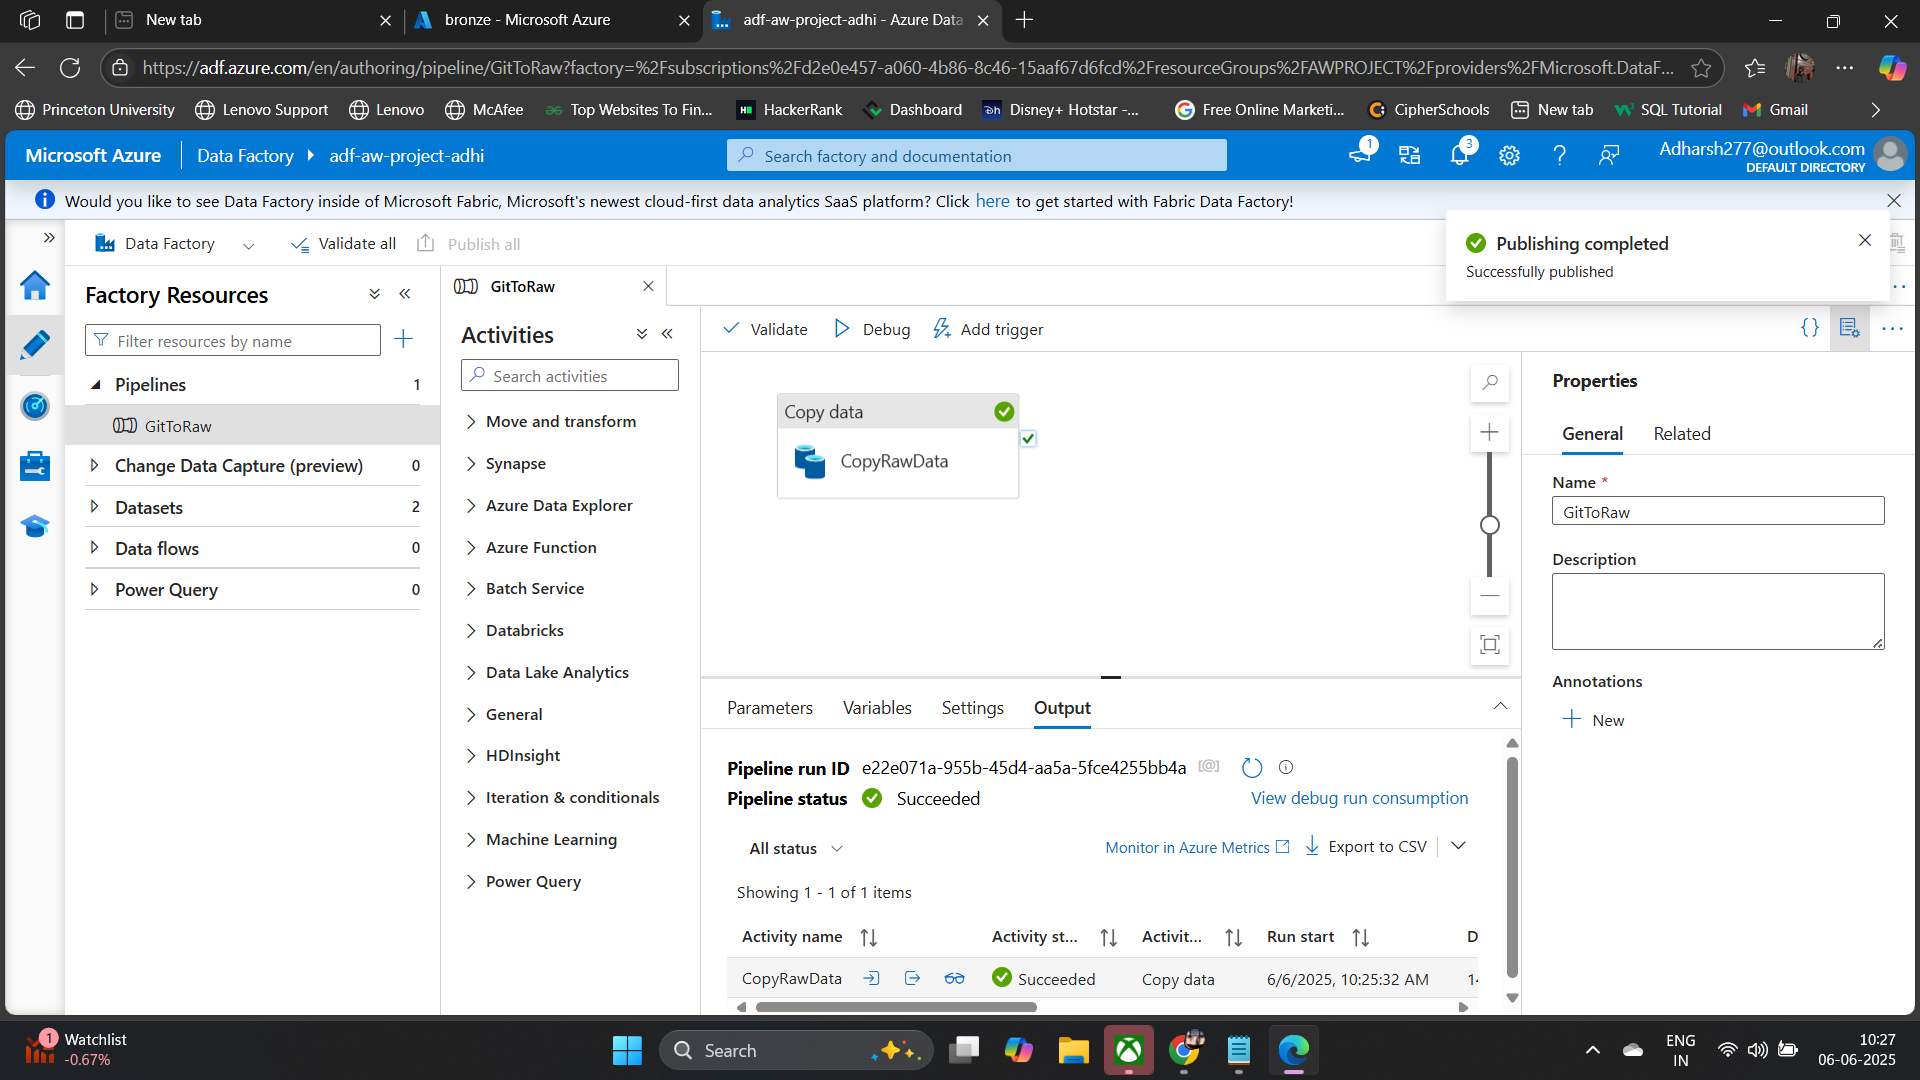 New tab
bronze - Microsoft Azure
adf-aw-project-adhi - Azure Data
https://adf.azure.com/en/authoring/pipeline/GitToRaw?factory=%2Fsubscriptions%2Fd2e0e457-a060-4b86-8c46-15aaf67d6fcd%2FresourceGroups%2FAWPROJECT%2Fproviders%2FMicrosoft.DataF...
Princeton University
Lenovo Support
Lenovo
McAfee
Top Websites To Fin...
HackerRank
Dashboard
Disney+ Hotstar -...
Free Online Marketi...
CipherSchools
New tab
SQL Tutorial
Gmail
Microsoft Azure
Data Factory
adf-aw-project-adhi
Search factory and documentation
1
3
Adharsh277@outlook.com
DEFAULT DIRECTORY
Would you like to see Data Factory inside of Microsoft Fabric, Microsoft's newest cloud-first data analytics SaaS platform? Click here to get started with Fabric Data Factory!
Data Factory
Validate all
Publish all
Publishing completed
Successfully published
Factory Resources
Filter resources by name
Pipelines 1
GitToRaw
Change Data Capture (preview) 0
Datasets 2
Data flows 0
Power Query 0
GitToRaw
Activities
Search activities
Move and transform
Synapse
Azure Data Explorer
Azure Function
Batch Service
Databricks
Data Lake Analytics
General
HDInsight
Iteration & conditionals
Machine Learning
Power Query
Validate
Debug
Add trigger
{}
Copy data
CopyRawData
Parameters
Variables
Settings
Output
Pipeline run ID e22e071a-955b-45d4-aa5a-5fce4255bb4a [@]
Pipeline status Succeeded
View debug run consumption
All status
Monitor in Azure Metrics
Export to CSV
Showing 1 - 1 of 1 items
Activity name
Activity st...
Activit...
Run start
D
CopyRawData
Succeeded
Copy data
6/6/2025, 10:25:32 AM
14
Properties
General
Related
Name *
GitToRaw
Description
Annotations
New
1
Watchlist
-0.67%
Search
ENG
IN
10:27
06-06-2025